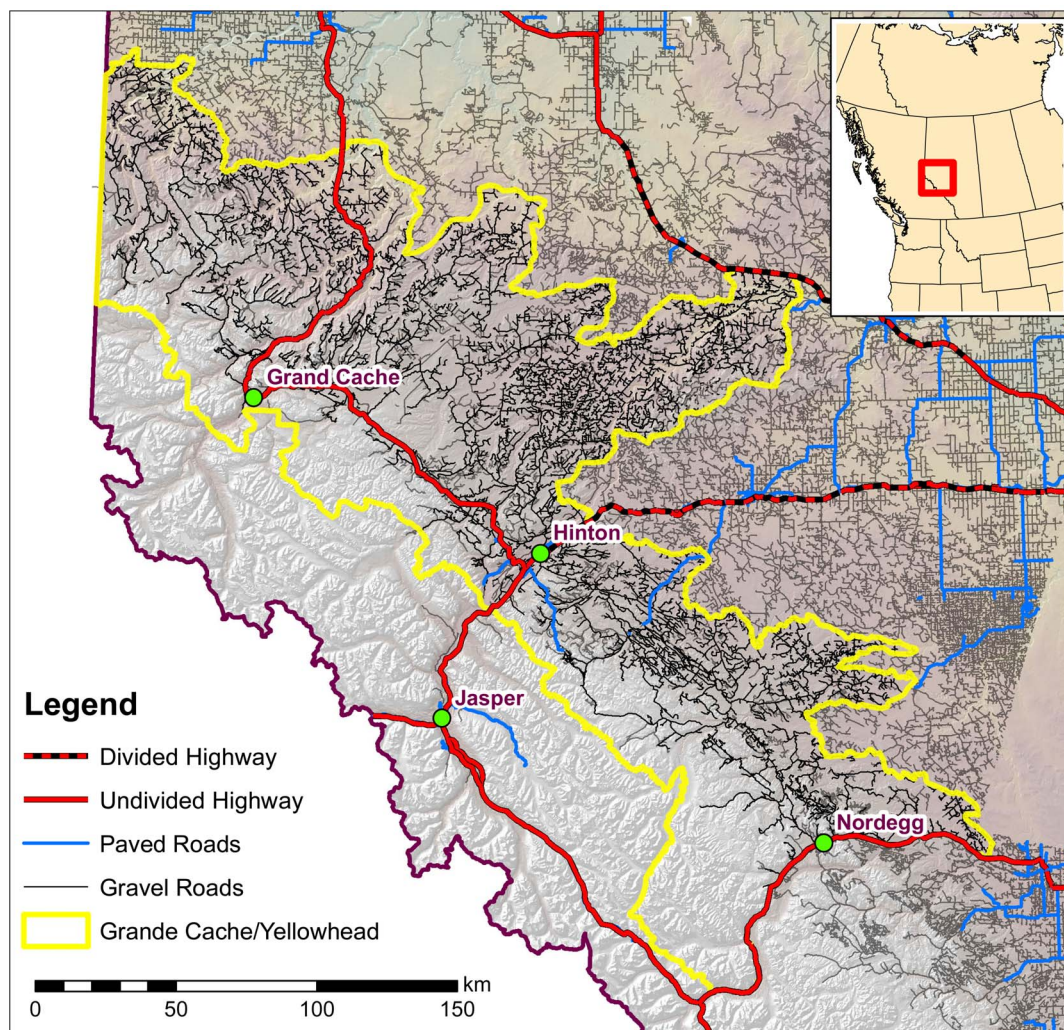 Grand Cache
Hinton
Jasper
Nordegg
Legend
Divided Highway
Undivided Highway
Paved Roads
Gravel Roads
Grande Cache/Yellowhead
km
0 50 100 150